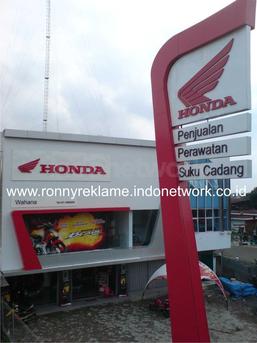 HONDA
Penjualan
Perawatan
Suku Cadang
HONDA
www.ronnyreklame.indonetwork.co.id
Wahana